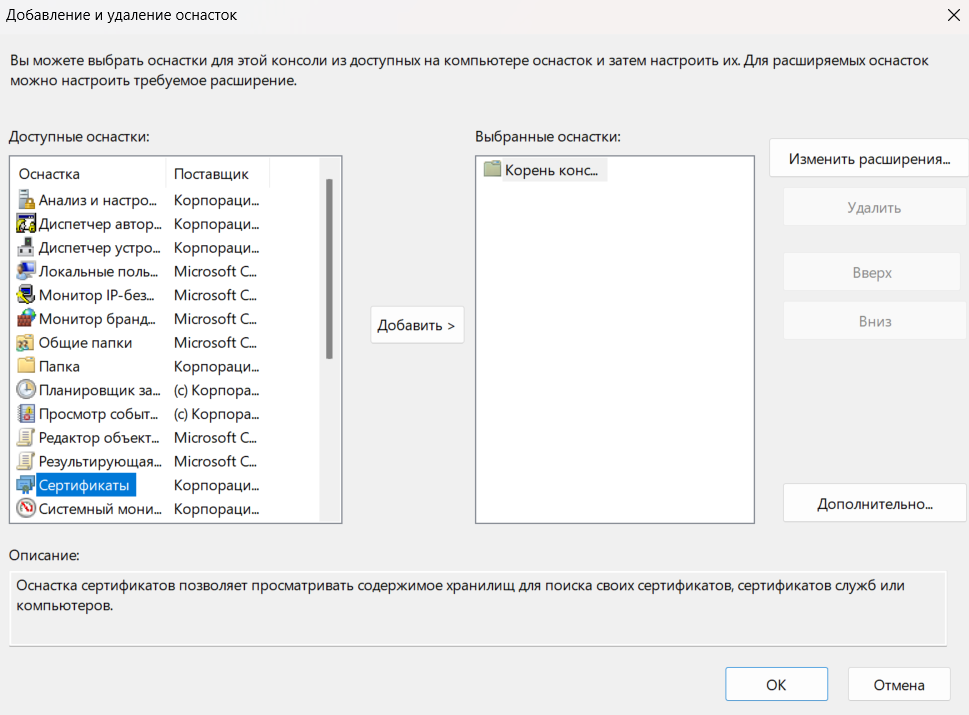 Добавление и удаление оснасток
Вы можете выбрать оснастки для этой консоли из доступных на компьютере оснасток и затем настроить их. Для расширяемых оснасток
можно настроить требуемое расширение.
Доступные оснастки:
Оснастка Поставщик
Анализ и настро... Корпораци...
Диспетчер автор... Корпораци...
Диспетчер устро... Корпораци...
Локальные поль... Microsoft C...
Монитор IP-без... Microsoft C...
Монитор бранд... Microsoft C...
Общие папки Microsoft C...
Папка Корпораци...
Планировщик за... (с) Корпора...
Просмотр событ... (с) Корпора...
Редактор объект... Microsoft C...
Результирующая... Microsoft C...
Сертификаты Корпораци...
Системный мони... Корпораци...
Добавить >
Выбранные оснастки:
Корень конс...
Изменить расширения...
Удалить
Вверх
Вниз
Дополнительно...
Описание:
Оснастка сертификатов позволяет просматривать содержимое хранилищ для поиска своих сертификатов, сертификатов служб или
компьютеров.
ОК
Отмена